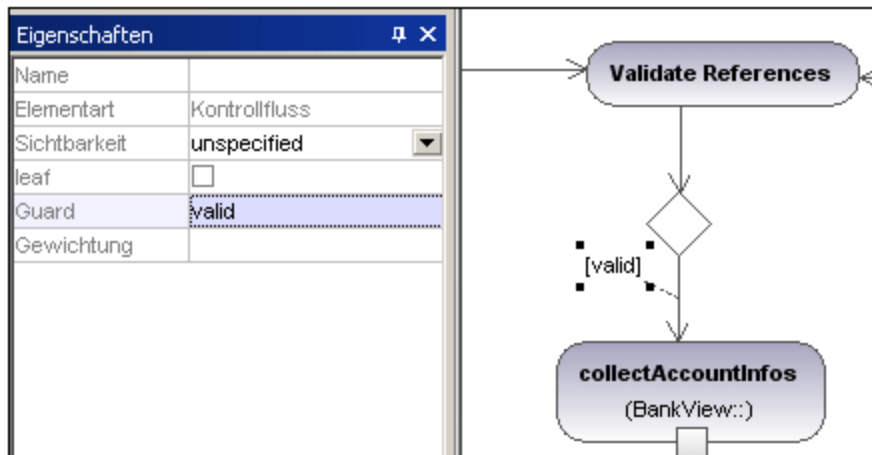 Eigenschaften
Name
Elementart Kontrollfluss
Sichtbarkeit unspecified
leaf
Guard valid
Gewichtung
Validate References
[valid]
collectAccountInfos
(BankView::)